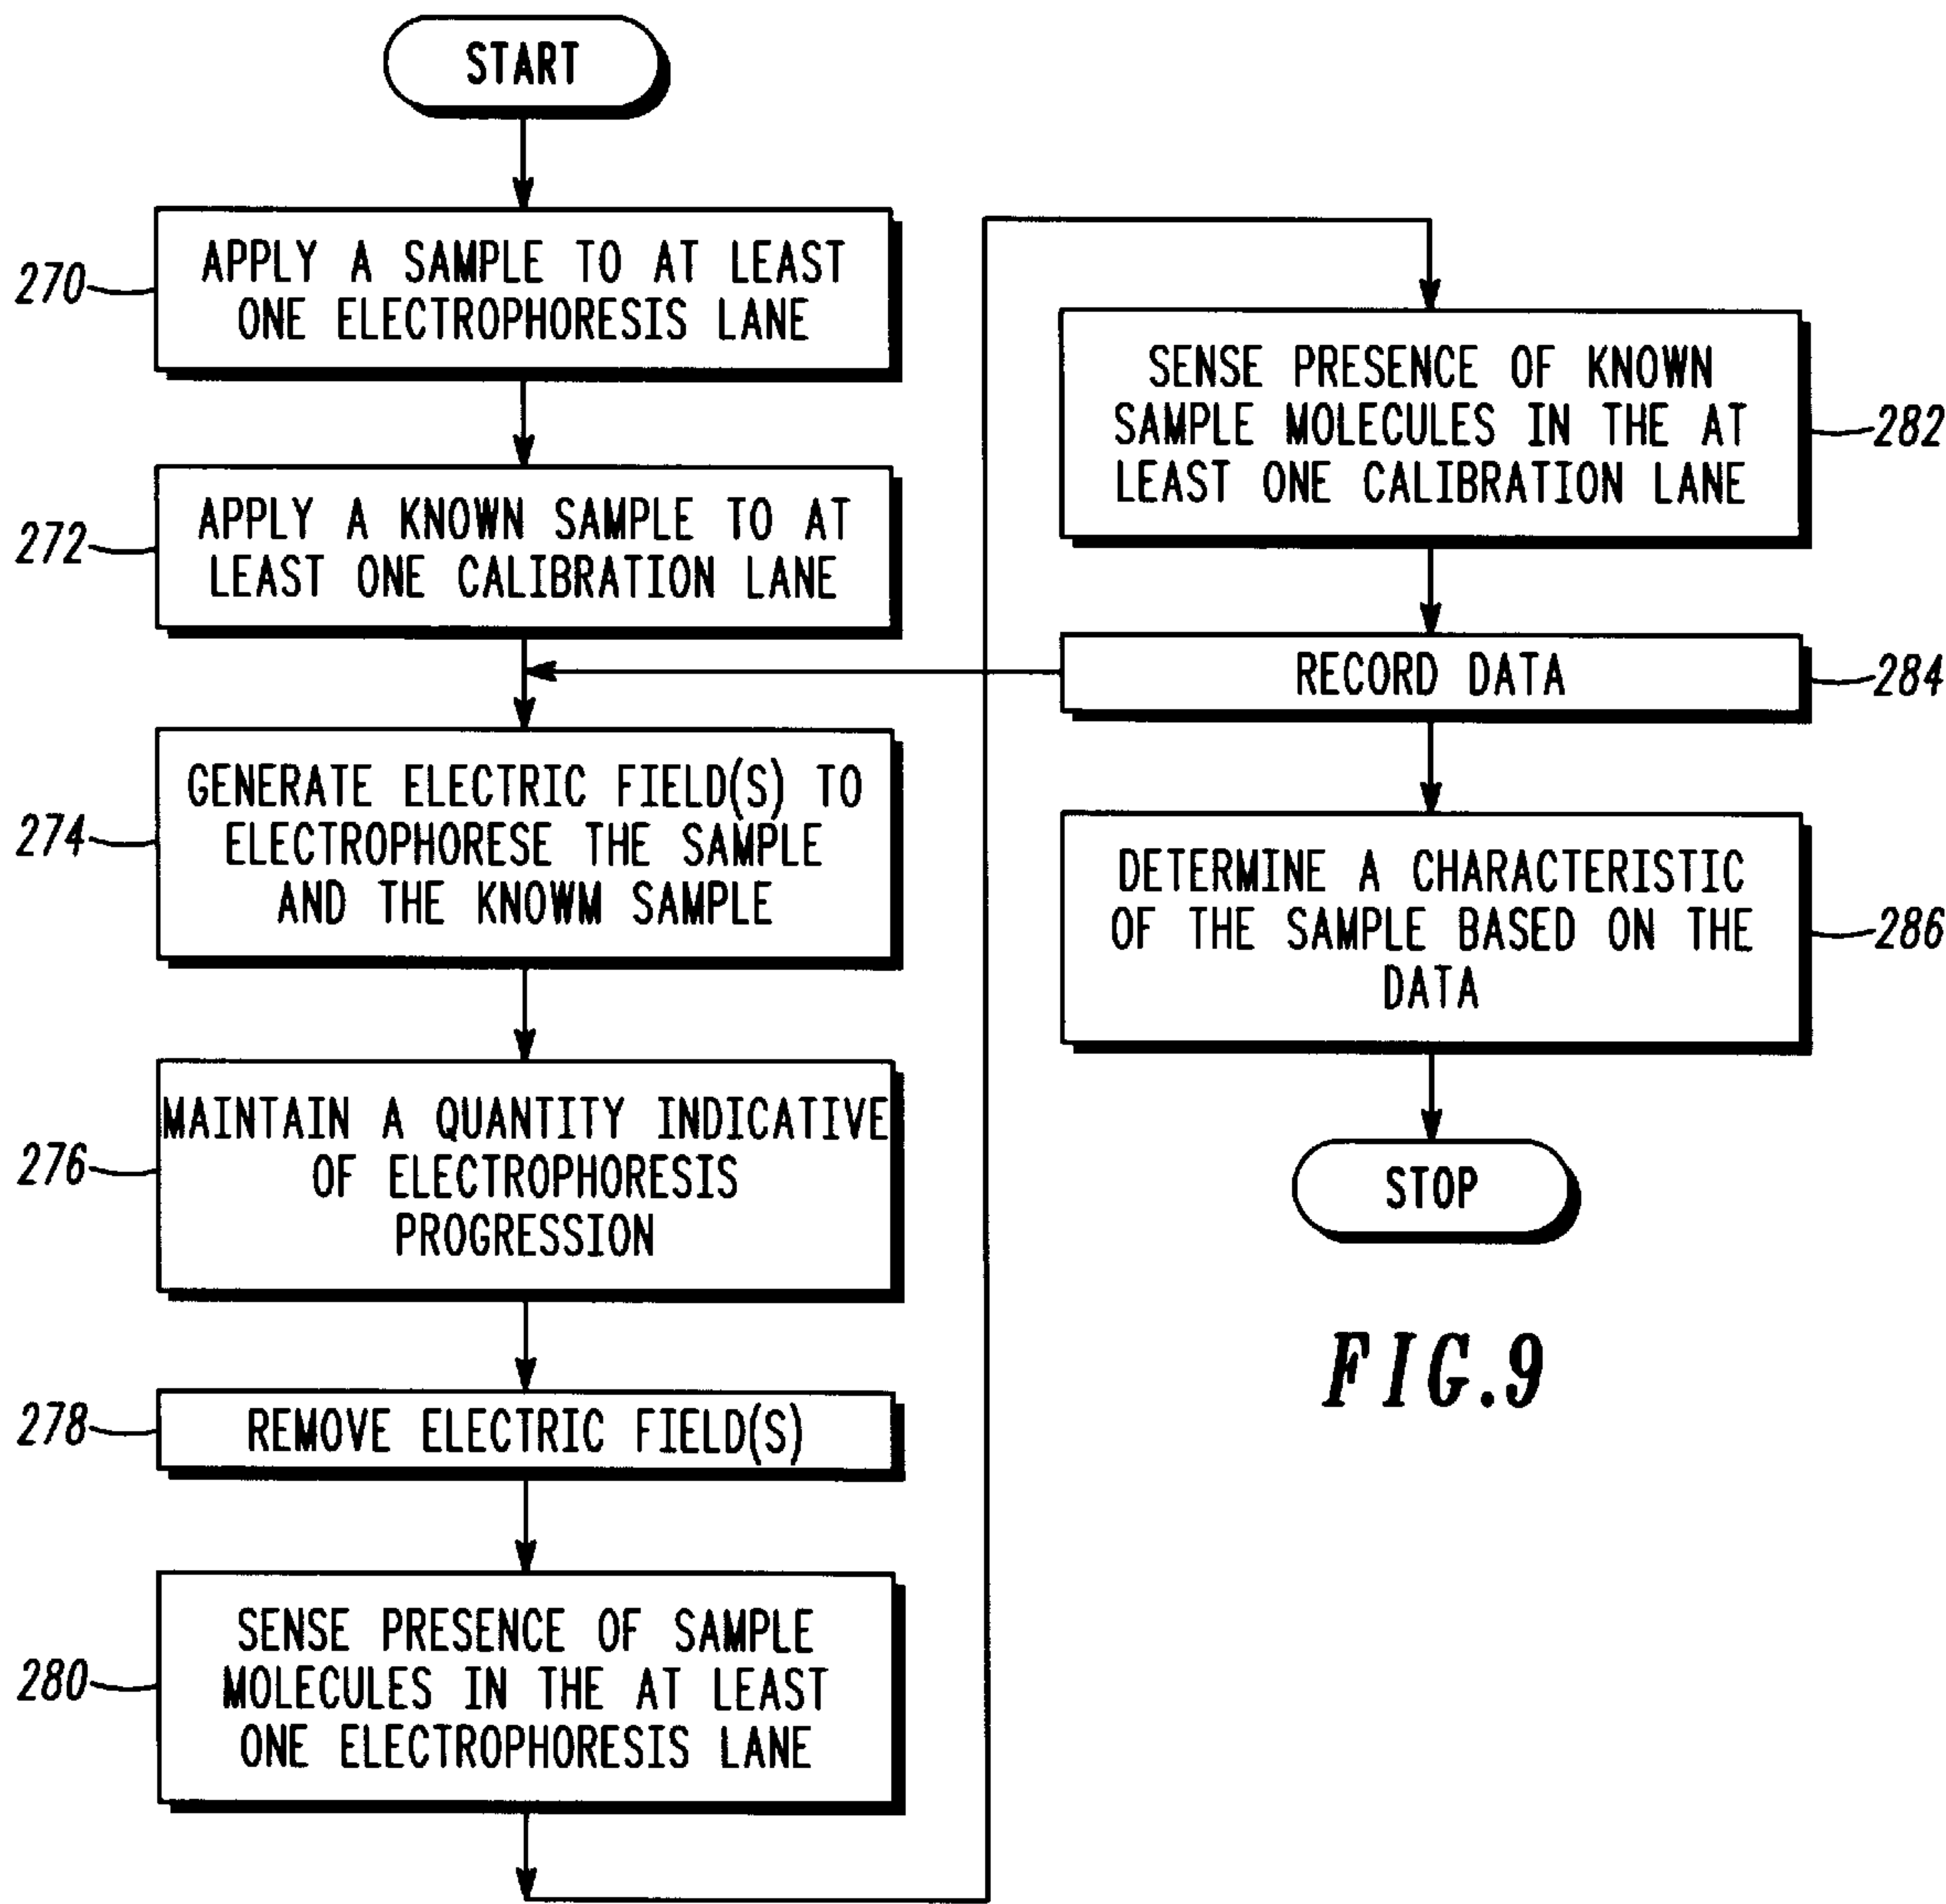 START
270
APPLY A SAMPLE TO AT LEAST
ONE ELECTROPHORESIS LANE
272
APPLY A KNOWN SAMPLE TO AT
LEAST ONE CALIBRATION LANE
274
GENERATE ELECTRIC FIELD(S) TO
ELECTROPHORESE THE SAMPLE
AND THE KNOWM SAMPLE
276
MAINTAIN A QUANTITY INDICATIVE
OF ELECTROPHORESIS
PROGRESSION
278
REMOVE ELECTRIC FIELD(S)
280
SENSE PRESENCE OF SAMPLE
MOLECULES IN THE AT LEAST
ONE ELECTROPHORESIS LANE
SENSE PRESENCE OF KNOWN
SAMPLE MOLECULES IN THE AT
LEAST ONE CALIBRATION LANE
282
RECORD DATA
284
DETERMINE A CHARACTERISTIC
OF THE SAMPLE BASED ON THE
DATA
286
STOP
FIG.9